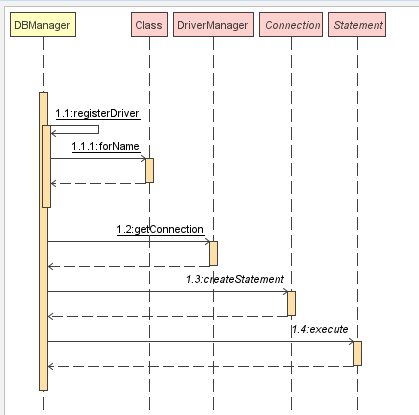 DBManager Class DriverManager Connection Statement
1.1:registerDriver
1.1.1:forName
1.2:getConnection
1.3:createStatement
1.4:execute